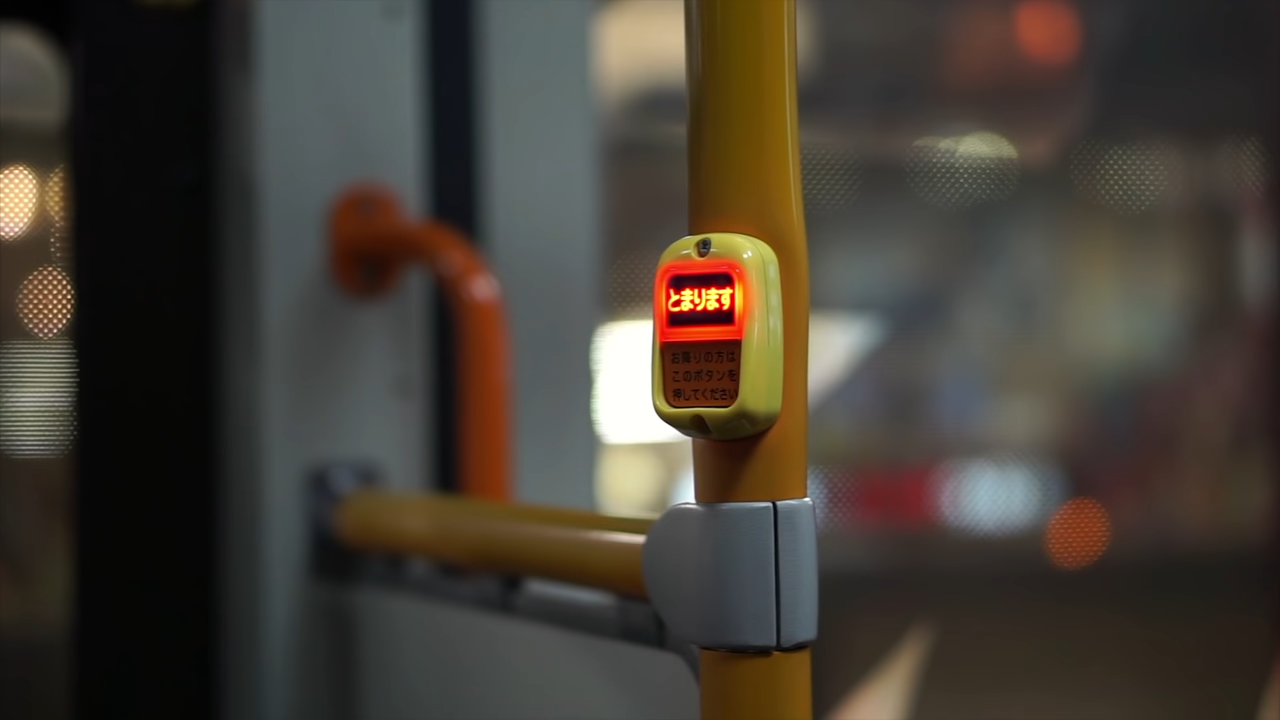 とまります
お降りの方は
このボタンを
押してください